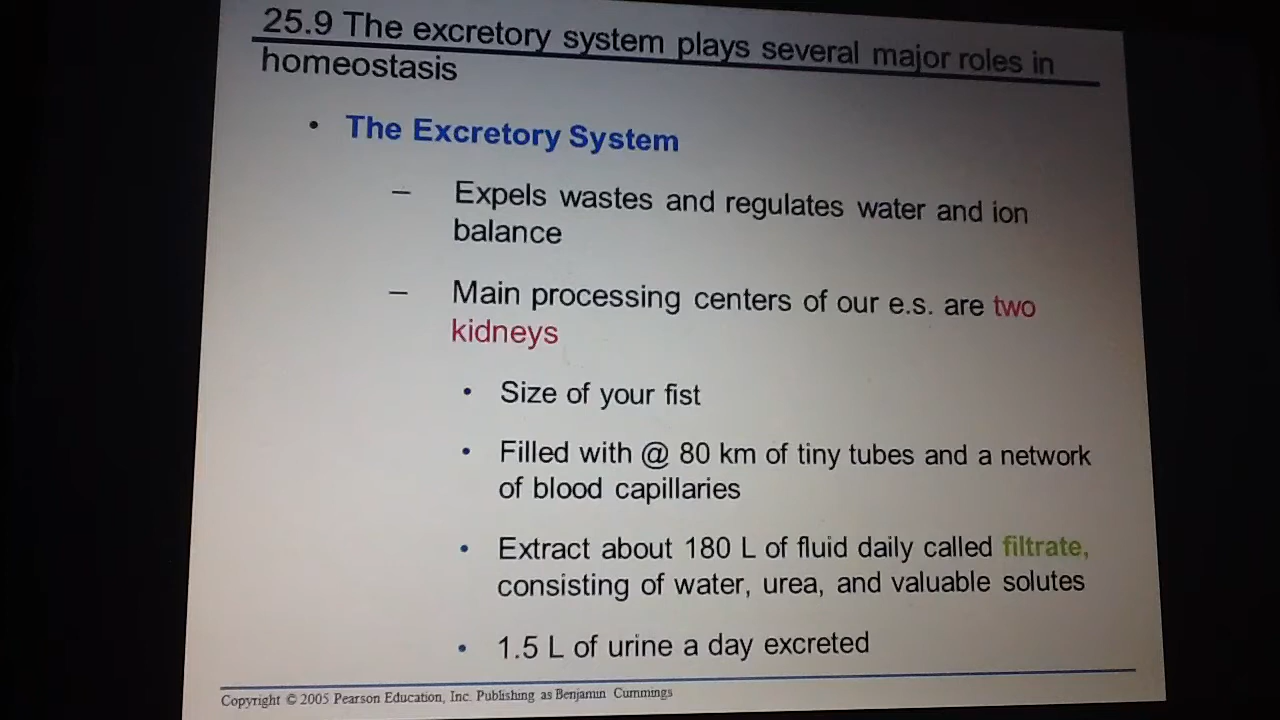 25.9 The excretory system plays several major roles in
homeostasis
• The Excretory System
– Expels wastes and regulates water and ion
balance
– Main processing centers of our e.s. are two
kidneys
• Size of your fist
• Filled with @ 80 km of tiny tubes and a network
of blood capillaries
• Extract about 180 L of fluid daily called filtrate,
consisting of water, urea, and valuable solutes
• 1.5 L of urine a day excreted
Copyright © 2005 Pearson Education, Inc. Publishing as Benjamin Cummings